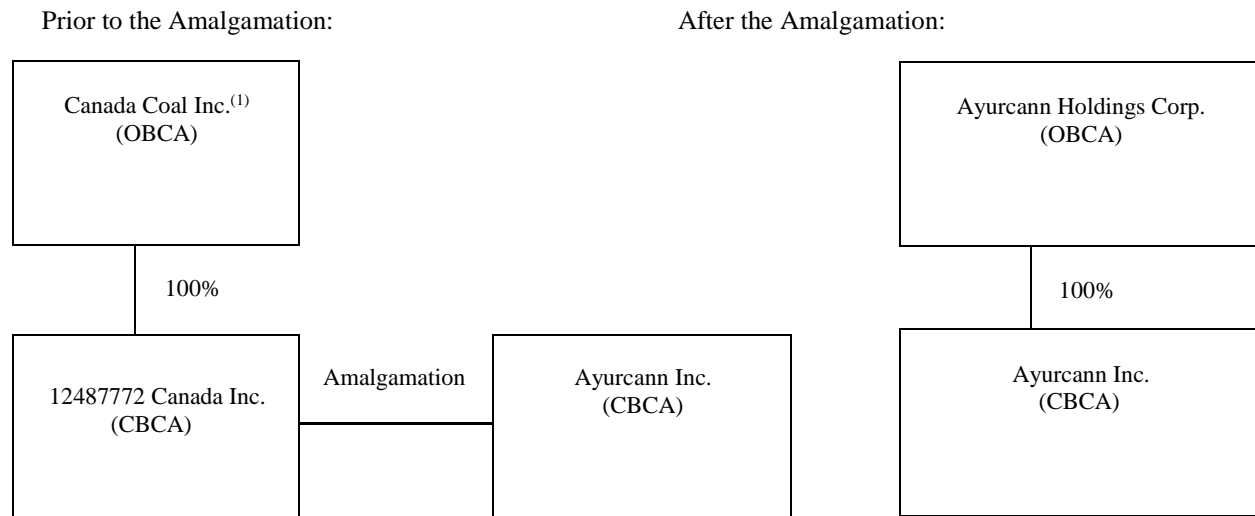 Prior to the Amalgamation:
After the Amalgamation:
Canada Coal Inc.(1)
(OBCA)
Ayurcann Holdings Corp.
(OBCA)
100%
100%
12487772 Canada Inc.
(CBCA)
Amalgamation
Ayurcann Inc.
(CBCA)
Ayurcann Inc.
(CBCA)